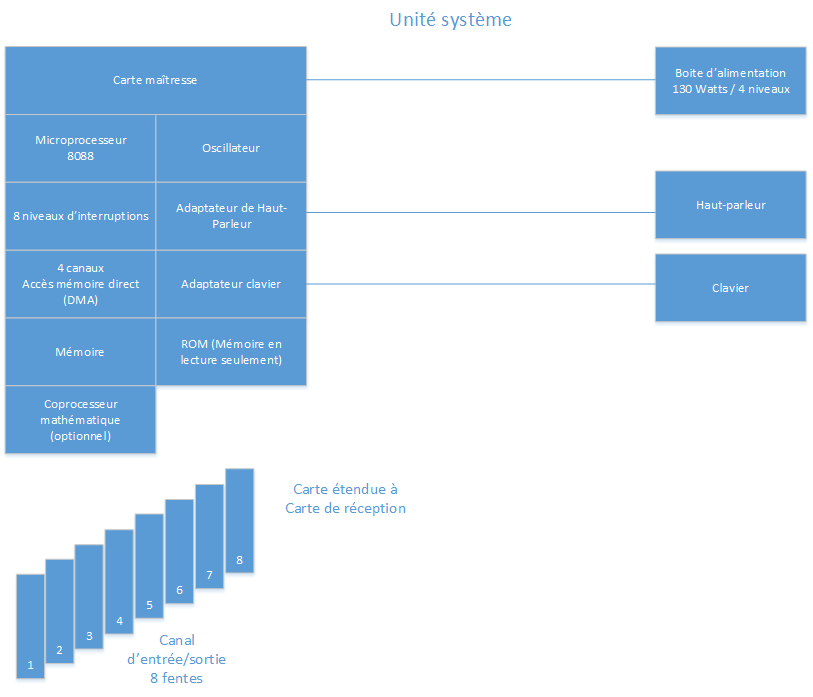 Unité système
Carte maîtresse
Boite d'alimentation
130 Watts / 4 niveaux
Microprocesseur
8088
Oscillateur
8 niveaux d'interruptions
Adaptateur de Haut-
Parleur
Haut-parleur
4 canaux
Accès mémoire direct
(DMA)
Adaptateur clavier
Clavier
Mémoire
ROM (Mémoire en
lecture seulement)
Coprocesseur
mathématique
(optionnel)
Carte étendue à
Carte de réception
1
2
3
4
5
6
7
8
Canal
d'entrée/sortie
8 fentes